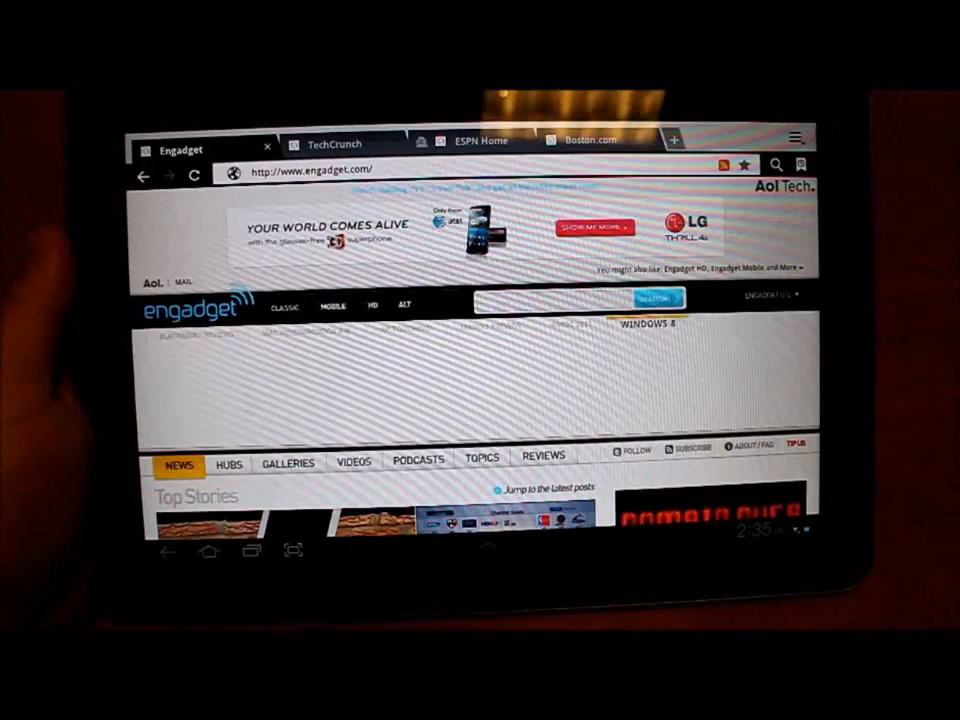 Engadget
TechCrunch
ESPN Home
Boston.com
http://www.engadget.com/
Aol Tech.
YOUR WORLD COMES ALIVE
with the glasses-free 3D superphone
at&t
SHOW ME MORE >
LG
THRILL 4G
You might also like: Engadget HD, Engadget Mobile and More
Aol. | MAIL
engadget
CLASSIC MOBILE HD ALT
ENGADGET U.S.
WINDOWS 8
NEWS HUBS GALLERIES VIDEOS PODCASTS TOPICS REVIEWS
FOLLOW SUBSCRIBE ABOUT / FAQ TIP US
Top Stories
Jump to the latest posts
2:35